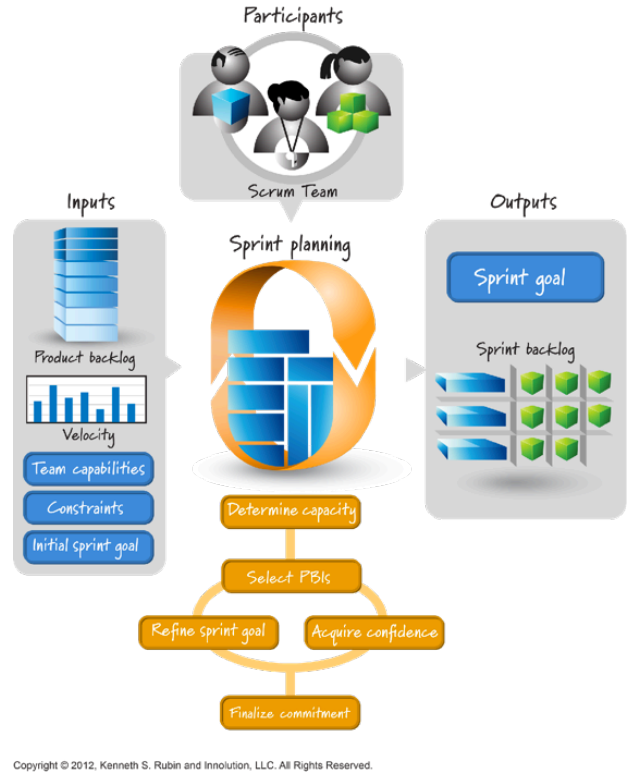 Participants
Scrum Team
Inputs
Product backlog
Velocity
Team capabilities
Constraints
Initial sprint goal
Sprint planning
Determine capacity
Select PBIs
Refine sprint goal
Acquire confidence
Finalize commitment
Outputs
Sprint goal
Sprint backlog
Copyright © 2012, Kenneth S. Rubin and Innolution, LLC. All Rights Reserved.